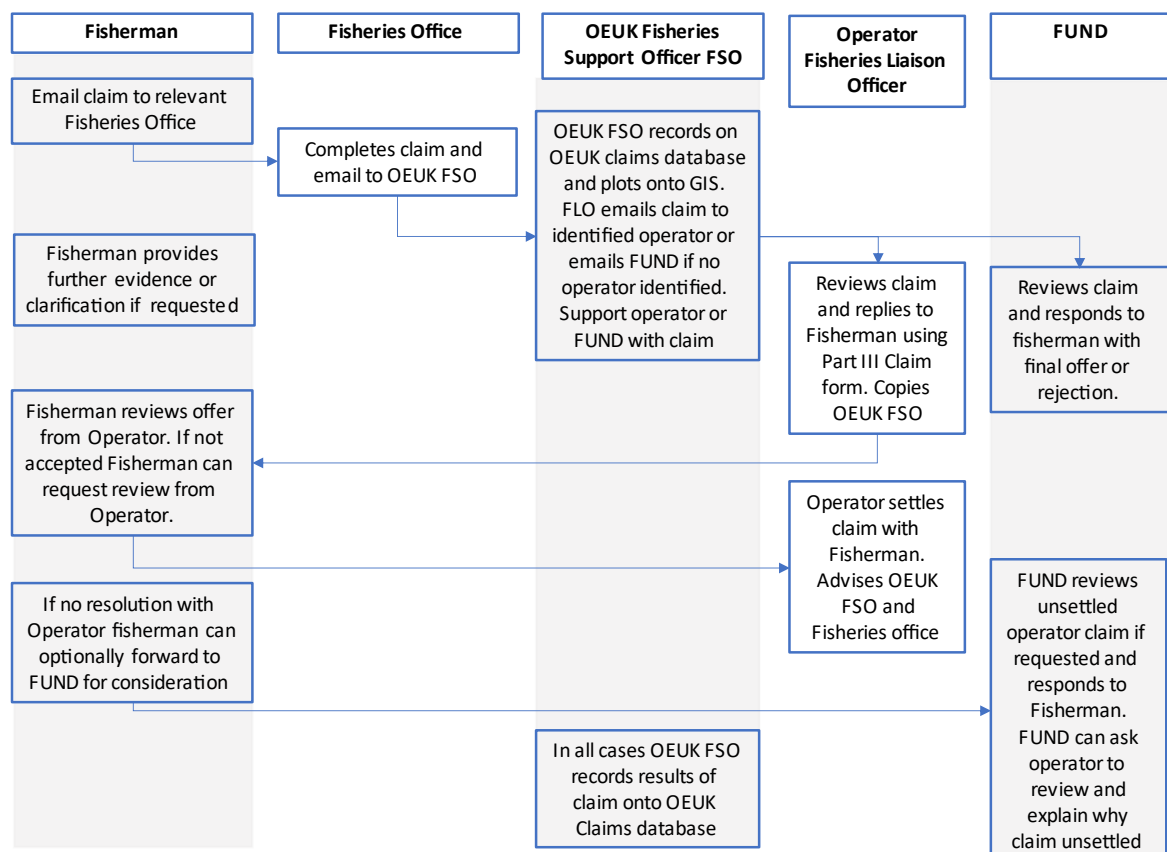 Fisherman
Fisheries Office
OEUK Fisheries
Support Officer FSO
Operator
Fisheries Liaison
Officer
FUND
Email claim to relevant
Fisheries Office
Completes claim and
email to OEUK FSO
OEUK FSO records on
OEUK claims database
and plots onto GIS.
FLO emails claim to
identified operator or
emails FUND if no
operator identified.
Support operator or
FUND with claim
Fisherman provides
further evidence or
clarification if requested
Reviews claim
and replies to
Fisherman using
Part III Claim
form. Copies
OEUK FSO
Reviews claim
and responds to
fisherman with
final offer or
rejection.
Fisherman reviews offer
from Operator. If not
accepted Fisherman can
request review from
Operator.
Operator settles
claim with
Fisherman.
Advises OEUK
FSO and
Fisheries office
If no resolution with
Operator fisherman can
optionally forward to
FUND for consideration
FUND reviews
unsettled
operator claim if
requested and
responds to
Fisherman.
FUND can ask
operator to
review and
explain why
claim unsettled
In all cases OEUK FSO
records results of
claim onto OEUK
Claims database